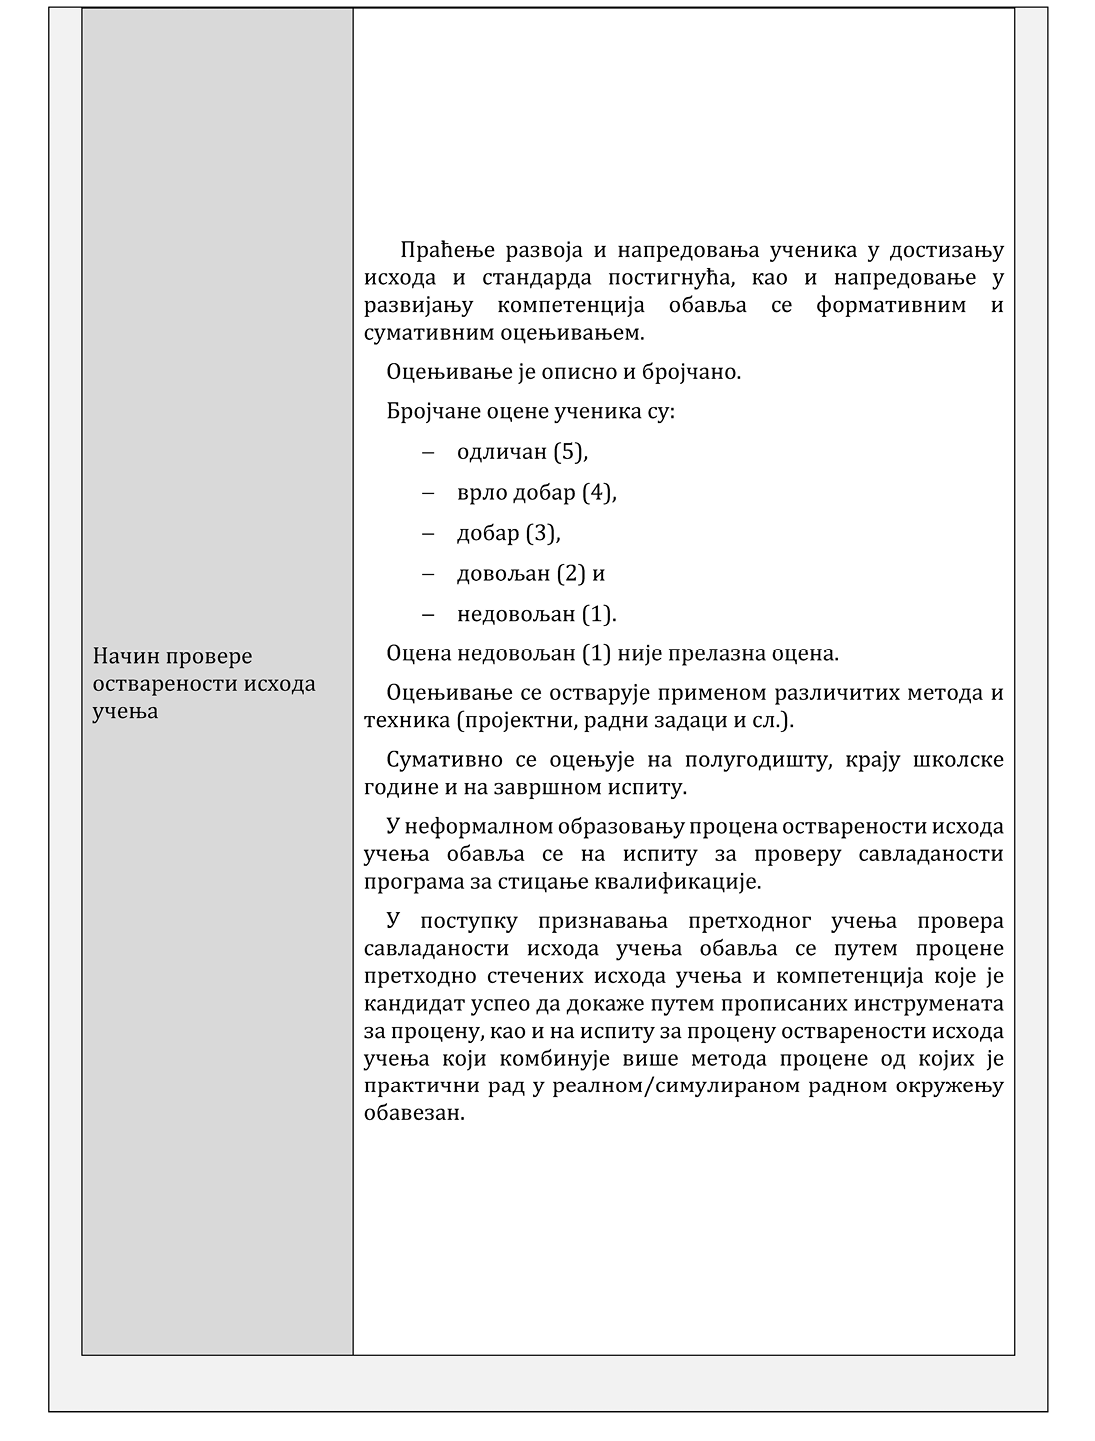 Начин провере
остварености исхода
учења
Праћење развоја и напредовања ученика у достизању
исхода и стандарда постигнућа, као и напредовање у
развијању компетенција обавља се формативним и
сумативним оцењивањем.
Оцењивање је описно и бројчано.
Бројчане оцене ученика су:
– одличан (5),
– врло добар (4),
– добар (3),
– довољан (2) и
– недовољан (1).
Оцена недовољан (1) није прелазна оцена.
Оцењивање се остварује применом различитих метода и
техника (пројектни, радни задаци и сл.).
Сумативно се оцењује на полугодишту, крају школске
године и на завршном испиту.
У неформалном образовању процена остварености исхода
учења обавља се на испиту за проверу савладаности
програма за стицање квалификације.
У поступку признавања претходног учења провера
савладаности исхода учења обавља се путем процене
претходно стечених исхода учења и компетенција које је
кандидат успео да докаже путем прописаних инструмената
за процену, као и на испиту за процену остварености исхода
учења који комбинује више метода процене од којих је
практични рад у реалном/симулираном радном окружењу
обавезан.